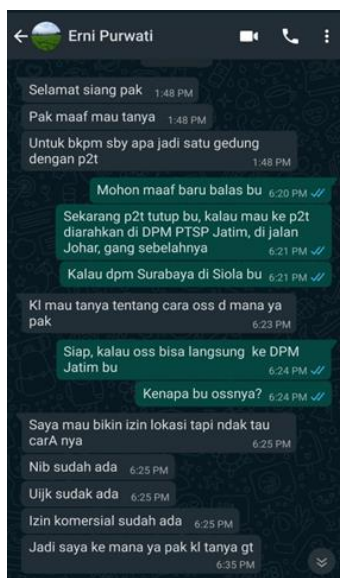 Erni Purwati
Selamat siang pak 1:48 PM
Pak maaf mau tanya 1:48 PM
Untuk bkpm sby apa jadi satu gedung
dengan p2t 1:48 PM
Mohon maaf baru balas bu 6:20 PM
Sekarang p2t tutup bu, kalau mau ke p2t
diarahkan di DPM PTSP Jatim, di jalan
Johar, gang sebelahnya 6:21 PM
Kalau dpm Surabaya di Siola bu 6:21 PM
Kl mau tanya tentang cara oss d mana ya
pak 6:23 PM
Siap, kalau oss bisa langsung ke DPM
Jatim bu 6:24 PM
Kenapa bu ossnya? 6:24 PM
Saya mau bikin izin lokasi tapi ndak tau
carA nya 6:25 PM
Nib sudah ada 6:25 PM
Uijk sudak ada 6:25 PM
Izin komersial sudah ada 6:25 PM
Jadi saya ke mana ya pak kl tanya gt
6:35 PM